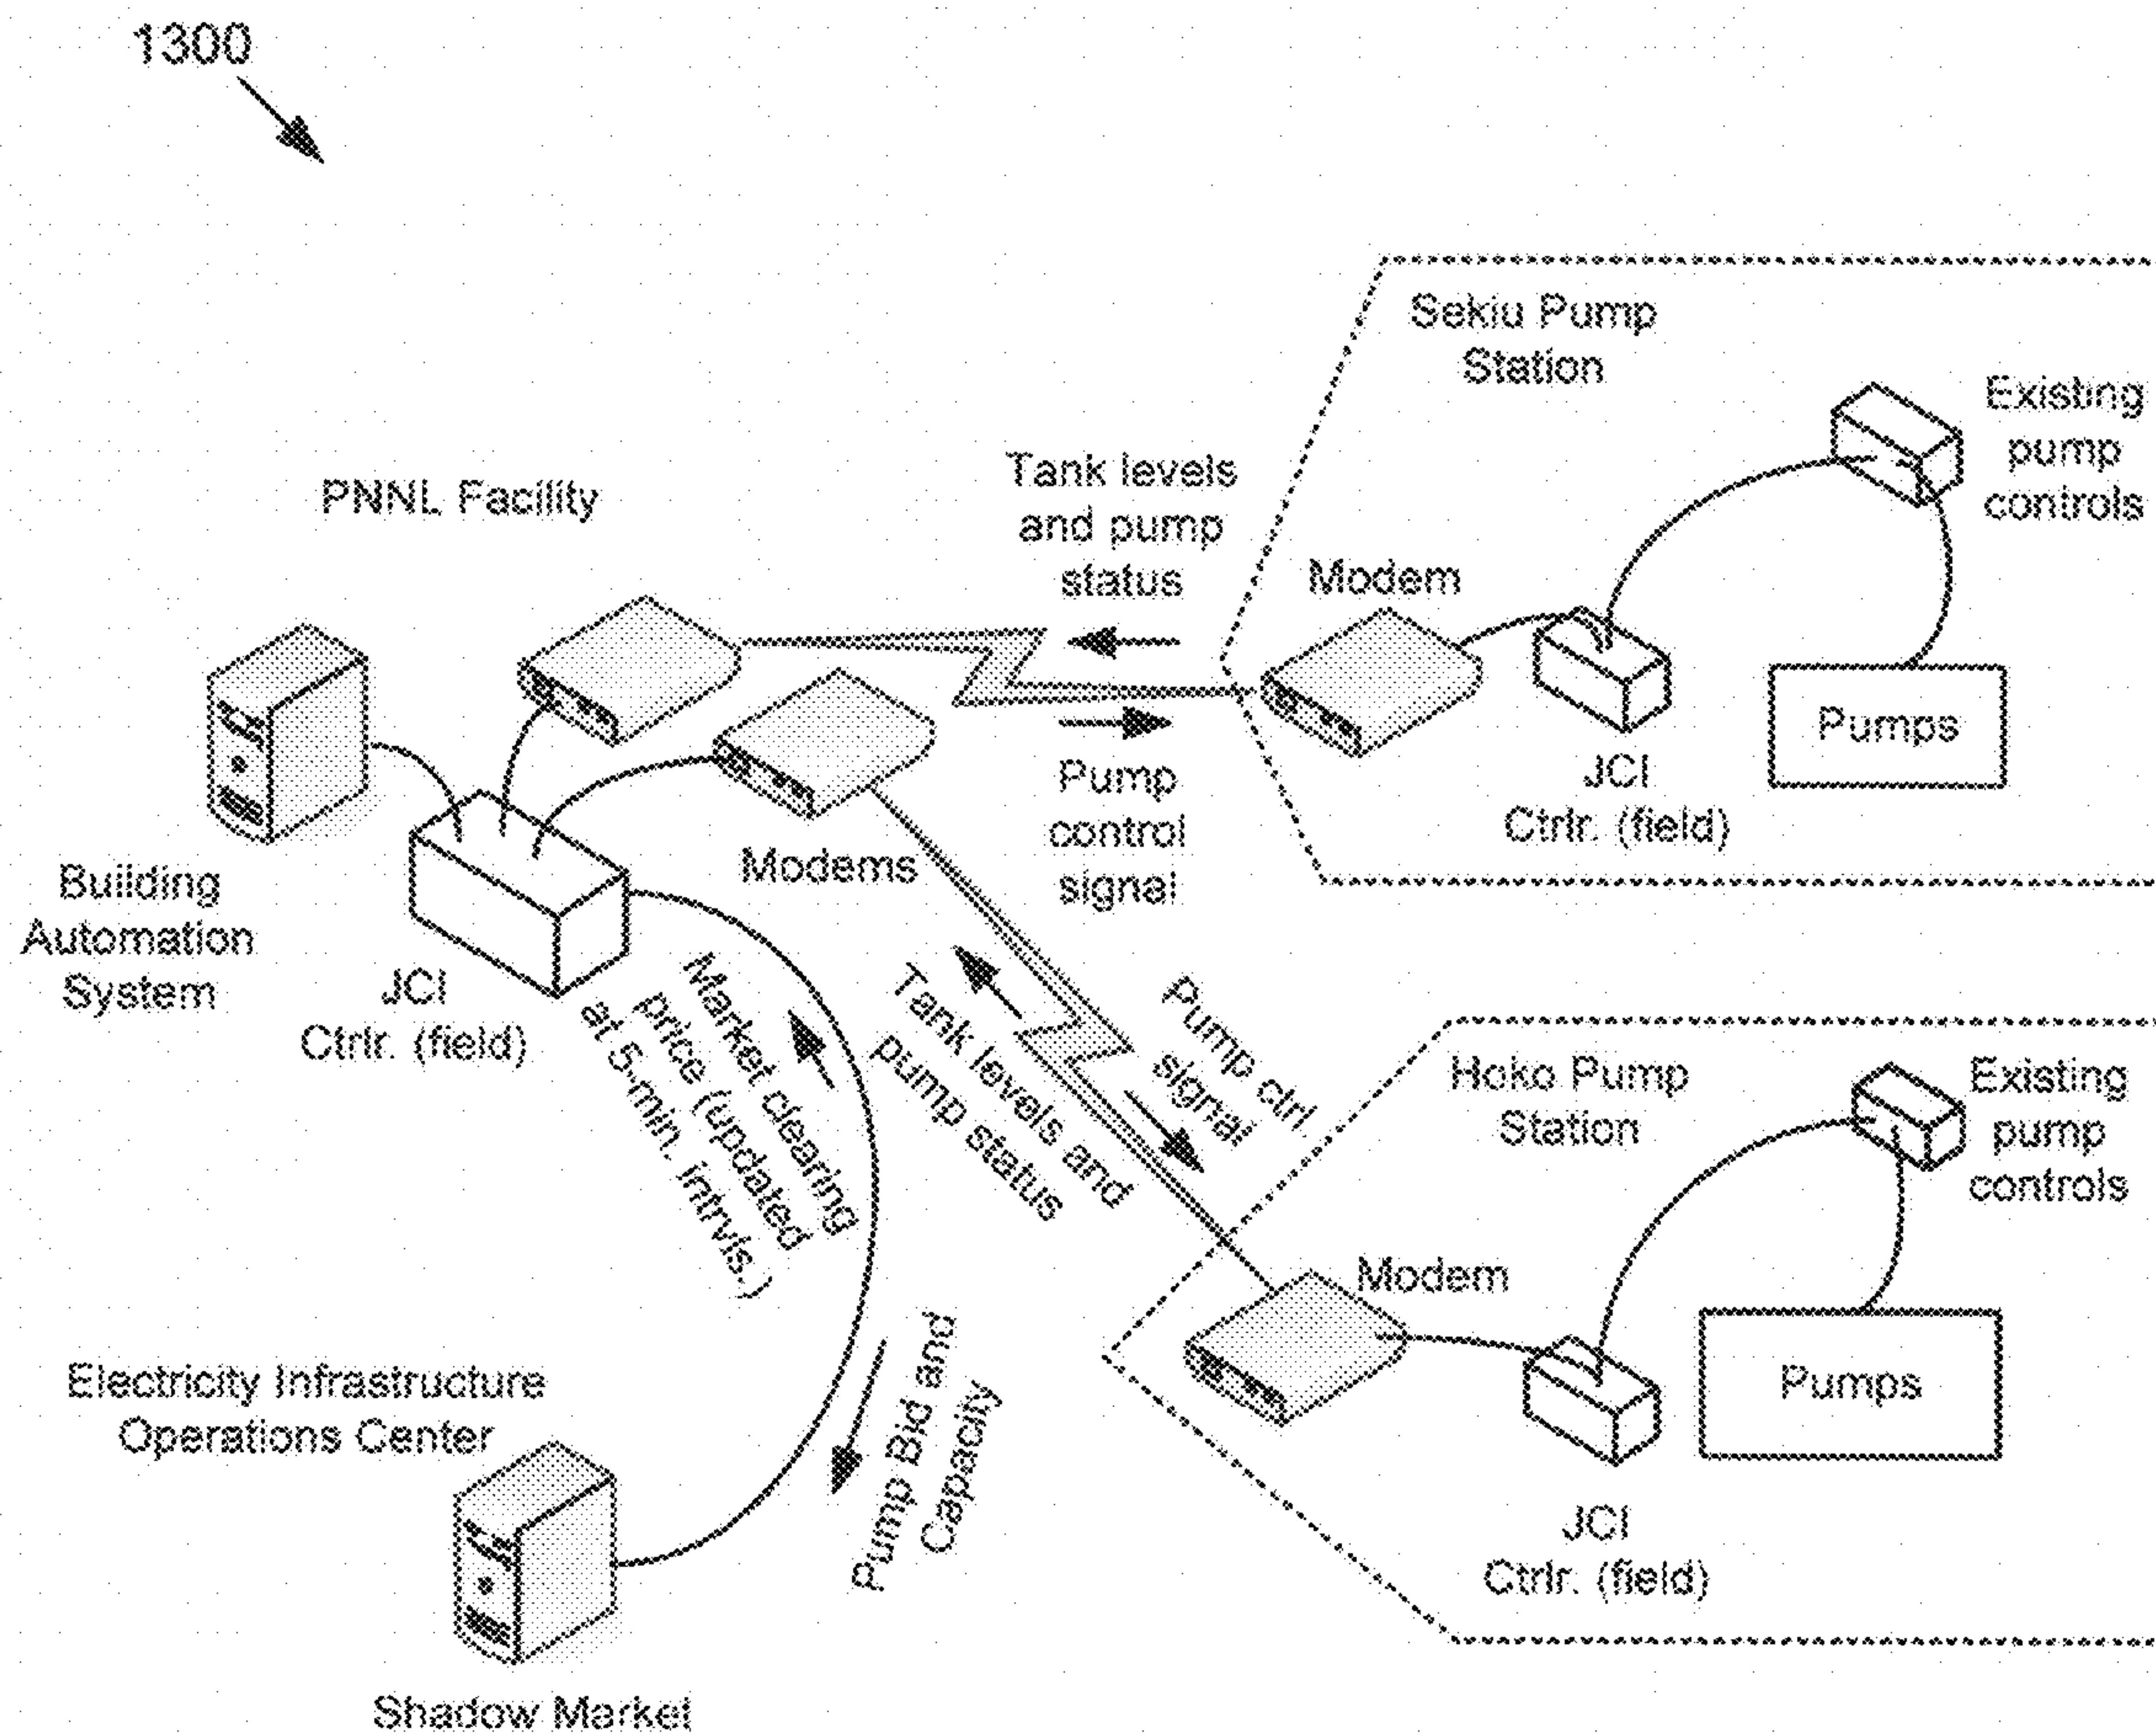 1300
Sekiu Pump
Station
Existing
pump
controls
Tank levels
and pump
status
PNNL Facility
Modem
Pumps
JCI
Ctrlr. (field)
Pump
control
signal
Modems
Building
Automation
System
JCI
Ctrlr. (field)
Market clearing
price (updated
at 5-min. intrvls.)
Tank levels and
pump status
Pump ctrl.
signal
Hoko Pump
Station
Existing
pump
controls
Modem
Pumps
JCI
Ctrlr. (field)
Pump Bid and
Capacity
Electricity Infrastructure
Operations Center
Shadow Market